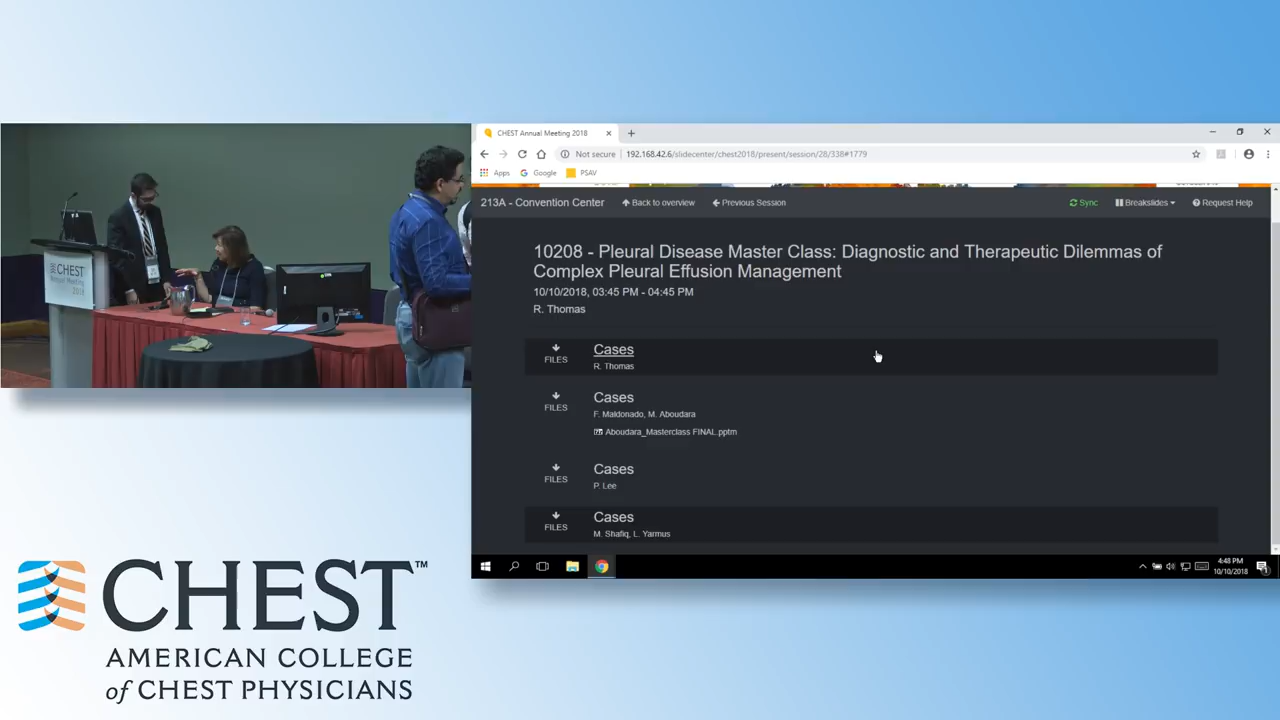 CHEST
Annual Meeting
2018
CHEST Annual Meeting 2018
Not secure
192.168.42.6/slidecenter/chest2018/present/session/28/338#1779
Apps
Google
PSAV
213A - Convention Center
Back to overview
Previous Session
Sync
Breakslides
Request Help
10208 - Pleural Disease Master Class: Diagnostic and Therapeutic Dilemmas of
Complex Pleural Effusion Management
10/10/2018, 03:45 PM - 04:45 PM
R. Thomas
FILES
Cases
R. Thomas
FILES
Cases
F. Maldonado, M. Aboudara
Aboudara_Masterclass FINAL.pptm
FILES
Cases
P. Lee
FILES
Cases
M. Shafiq, L. Yarmus
4:48 PM
10/10/2018
CHEST™
AMERICAN COLLEGE
of CHEST PHYSICIANS